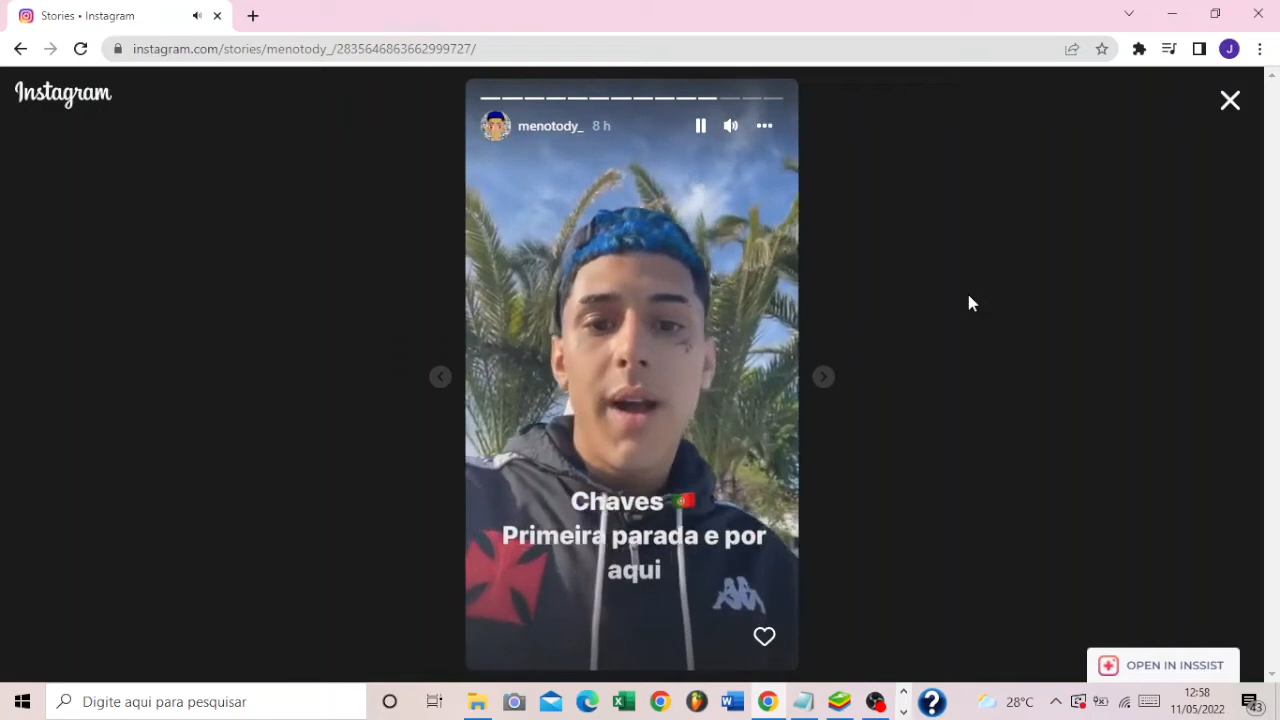 Stories • Instagram
instagram.com/stories/menotody_/2835646863662999727/
J
Instagram
menotody_ 8 h
Chaves 🇵🇹
Primeira parada e por
aqui
OPEN IN INSSIST
Digite aqui para pesquisar
28°C
12:58
11/05/2022
43